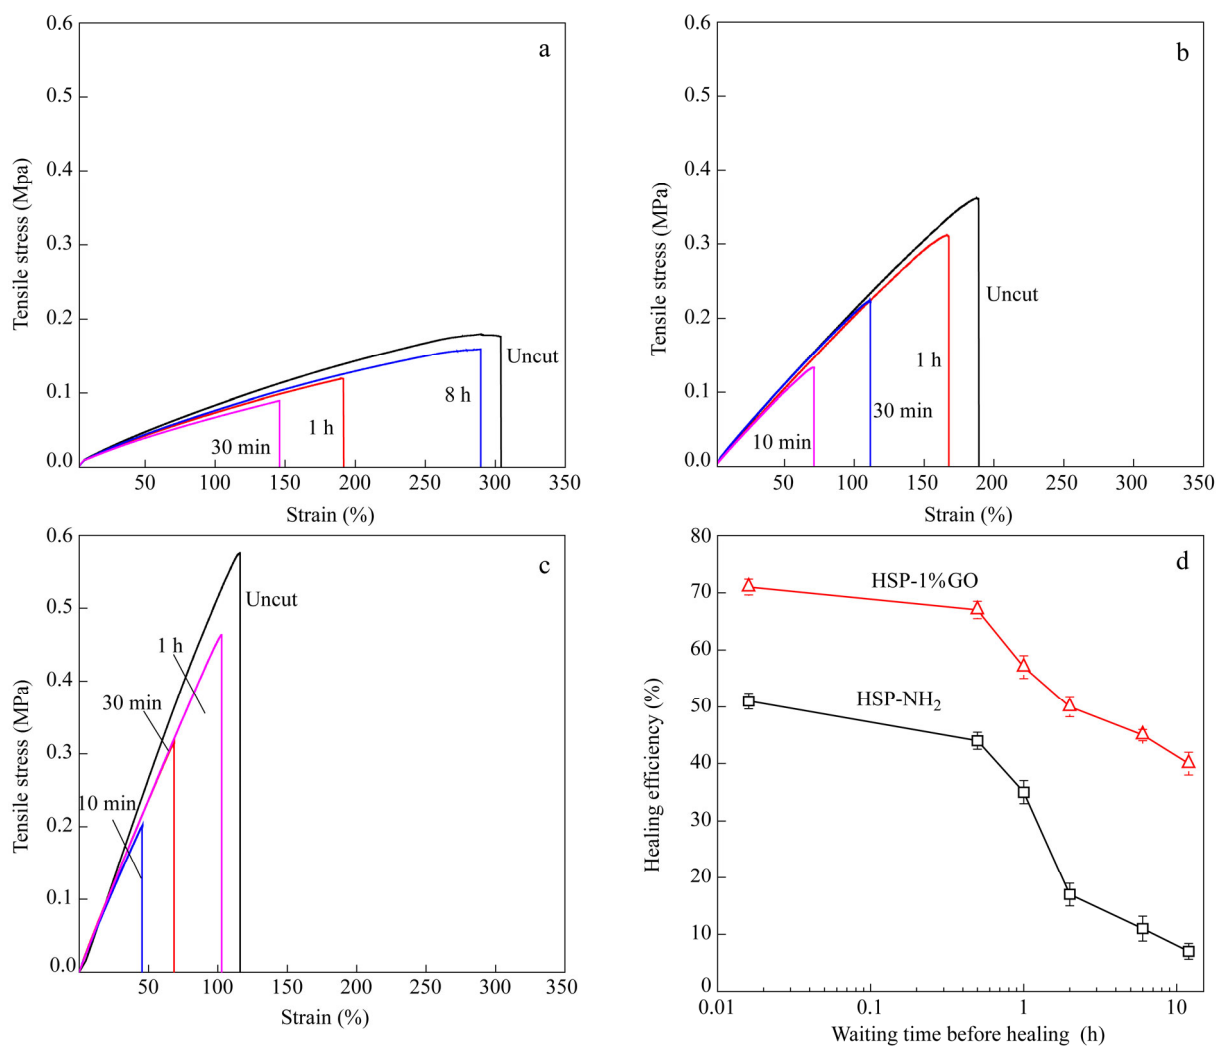 a
0.6
0.5
0.4
0.3
0.2
0.1
0.0
Tensile stress (Mpa)
Uncut
8 h
1 h
30 min
50 100 150 200 250 300 350
Strain (%)
b
0.6
0.5
0.4
0.3
0.2
0.1
0.0
Tensile stress (MPa)
Uncut
1 h
30 min
10 min
50 100 150 200 250 300 350
Strain (%)
c
0.6
0.5
0.4
0.3
0.2
0.1
0.0
Tensile stress (MPa)
Uncut
1 h
30 min
10 min
50 100 150 200 250 300 350
Strain (%)
d
80
70
60
50
40
30
20
10
0
Healing efficiency (%)
HSP-1%GO
HSP-NH₂
0.01 0.1 1 10
Waiting time before healing (h)